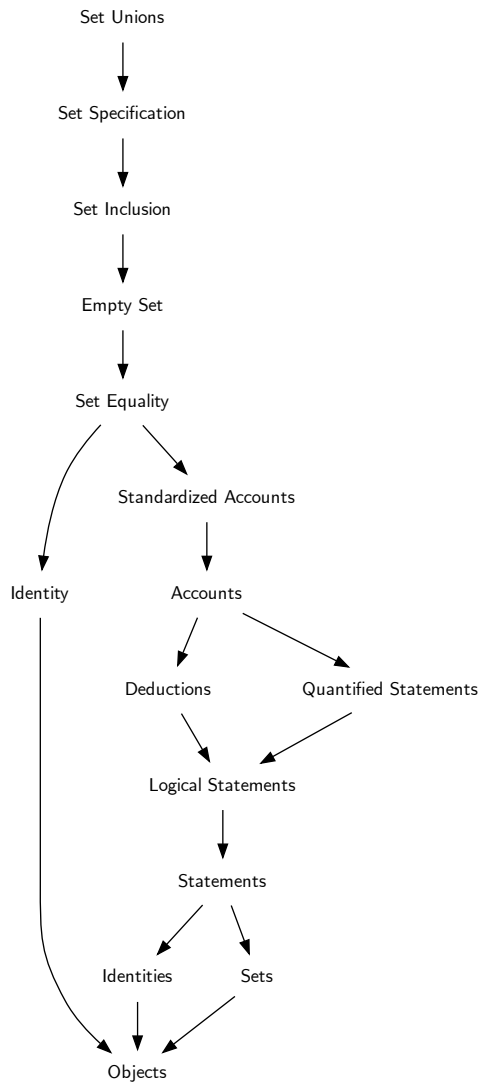 Set Unions
Set Specification
Set Inclusion
Empty Set
Set Equality
Standardized Accounts
Identity
Accounts
Deductions
Quantified Statements
Logical Statements
Statements
Identities
Sets
Objects